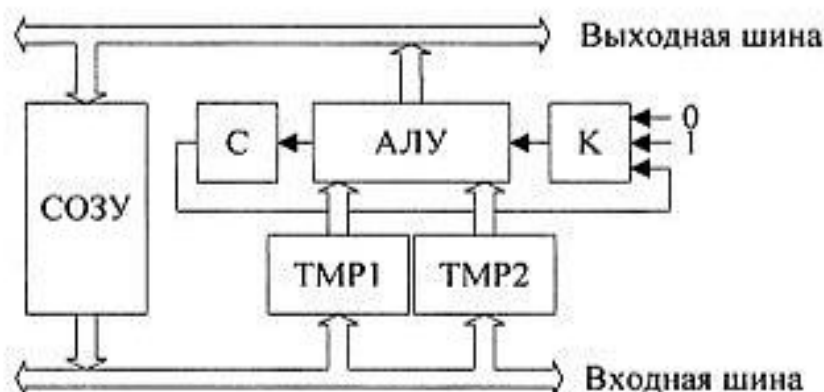 Выходная шина
0
1
С
АЛУ
К
СОЗУ
ТМР1
ТМР2
Входная шина